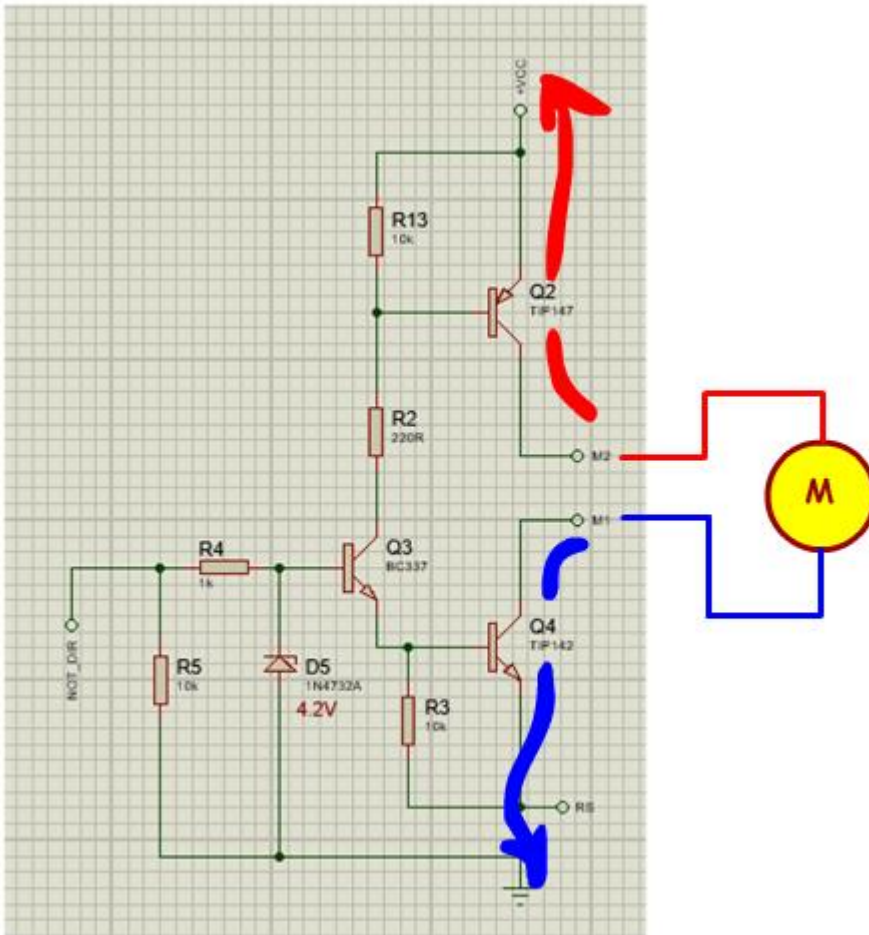 +VCC
R13
10k
Q2
TIP147
R2
220R
M2
M1
M
R4
1k
Q3
BC337
Q4
TIP142
NOT_DIR
R5
10k
D5
1N4732A
4.2V
R3
10k
RS